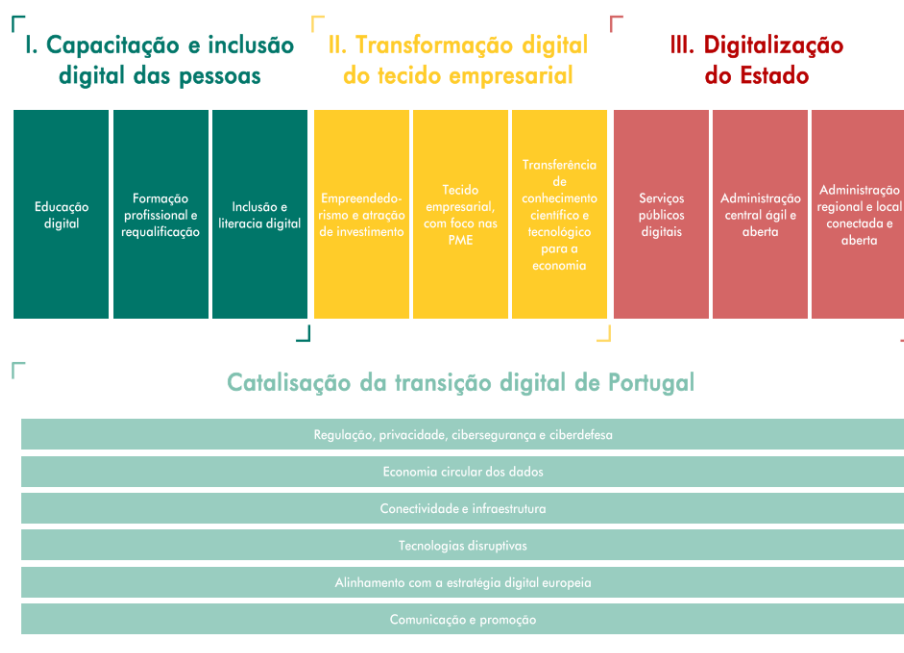 I. Capacitação e inclusão
digital das pessoas
II. Transformação digital
do tecido empresarial
III. Digitalização
do Estado
Educação
digital
Formação
profissional e
requalificação
Inclusão e
literacia digital
Empreendedo-
rismo e atração
de investimento
Tecido
empresarial,
com foco nas
PME
Transferência
de
conhecimento
científico e
tecnológico
para a
economia
Serviços
públicos
digitais
Administração
central ágil e
aberta
Administração
regional e local
conectada e
aberta
Catalisação da transição digital de Portugal
Regulação, privacidade, cibersegurança e ciberdefesa
Economia circular dos dados
Conectividade e infraestrutura
Tecnologias disruptivas
Alinhamento com a estratégia digital europeia
Comunicação e promoção